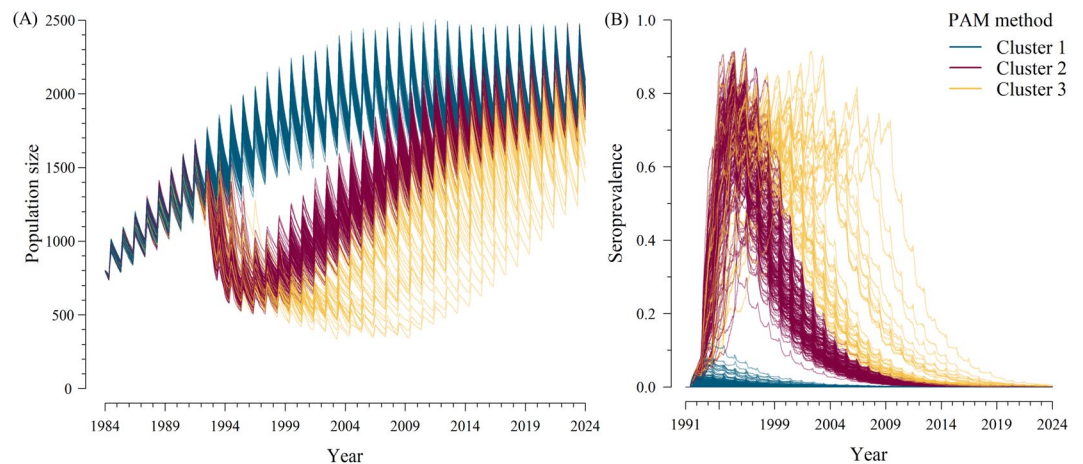 (A)
Population size
2500
2000
1500
1000
500
0
1984
1989
1994
1999
2004
2009
2014
2019
2024
Year
(B)
Seroprevalence
1.0
0.8
0.6
0.4
0.2
0.0
1991
1999
2004
2009
2014
2019
2024
Year
PAM method
Cluster 1
Cluster 2
Cluster 3